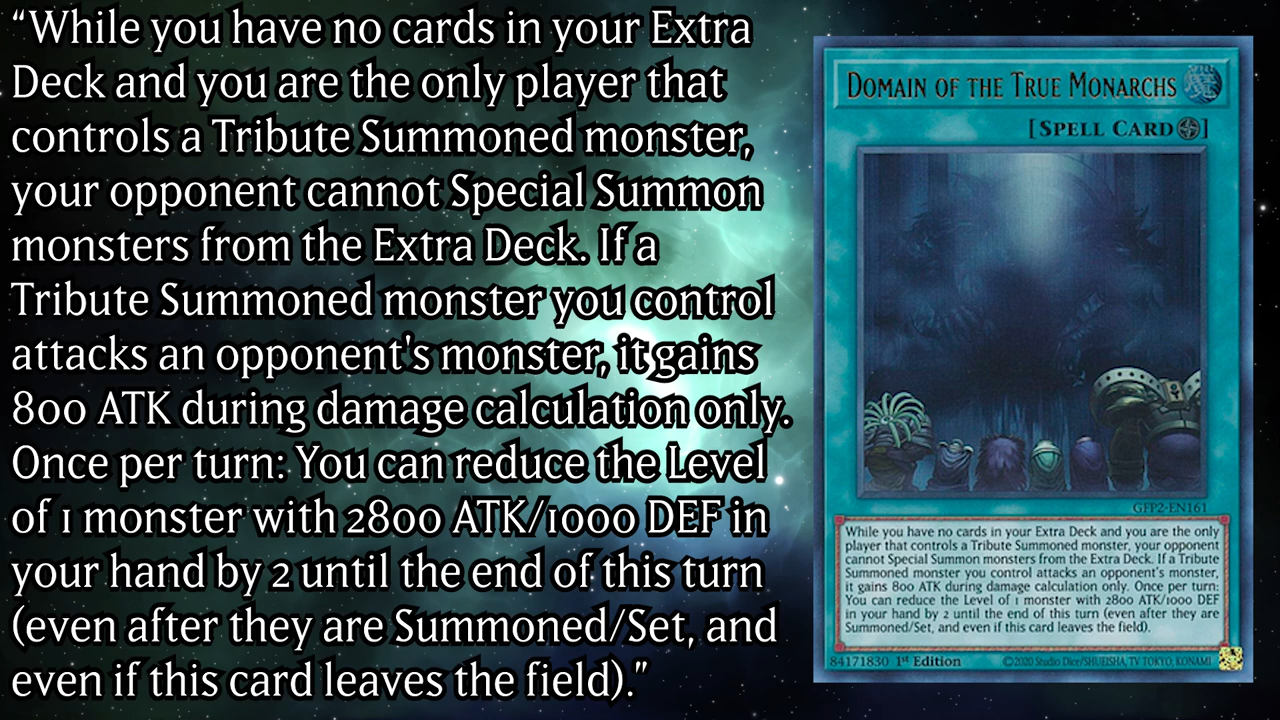 “While you have no cards in your Extra
Deck and you are the only player that
controls a Tribute Summoned monster,
your opponent cannot Special Summon
monsters from the Extra Deck. If a
Tribute Summoned monster you control
attacks an opponent's monster, it gains
800 ATK during damage calculation only.
Once per turn: You can reduce the Level
of 1 monster with 2800 ATK/1000 DEF in
your hand by 2 until the end of this turn
(even after they are Summoned/Set, and
even if this card leaves the field)."
DOMAIN OF THE TRUE MONARCHS
[SPELL CARD]
GFP2-EN161
While you have no cards in your Extra Deck and you are the only
player that controls a Tribute Summoned monster, your opponent
cannot Special Summon monsters from the Extra Deck. If a Tribute
Summoned monster you control attacks an opponent's monster,
it gains 800 ATK during damage calculation only. Once per turn:
You can reduce the Level of 1 monster with 2800 ATK/1000 DEF
in your hand by 2 until the end of this turn (even after they are
Summoned/Set, and even if this card leaves the field).
84171830 1st Edition ©2020 Studio Dice/SHUEISHA, TV TOKYO, KONAMI